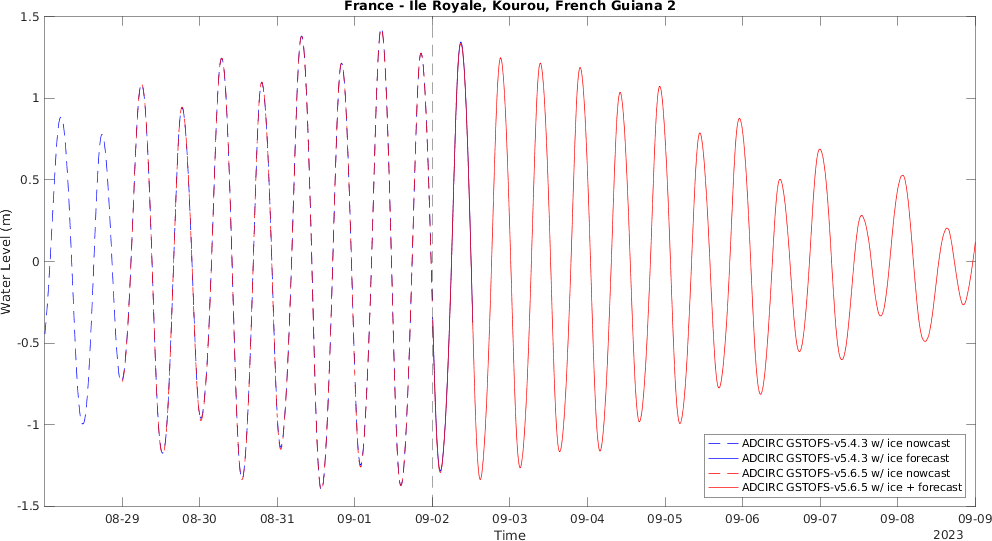 France - Ile Royale, Kourou, French Guiana 2
1.5
1
0.5
0
-0.5
-1
-1.5
Water Level (m)
08-29 08-30 08-31 09-01 09-02 09-03 09-04 09-05 09-06 09-07 09-08 09-09
Time
2023
ADCIRC GSTOFS-v5.4.3 w/ ice nowcast
ADCIRC GSTOFS-v5.4.3 w/ ice forecast
ADCIRC GSTOFS-v5.6.5 w/ ice nowcast
ADCIRC GSTOFS-v5.6.5 w/ ice + forecast